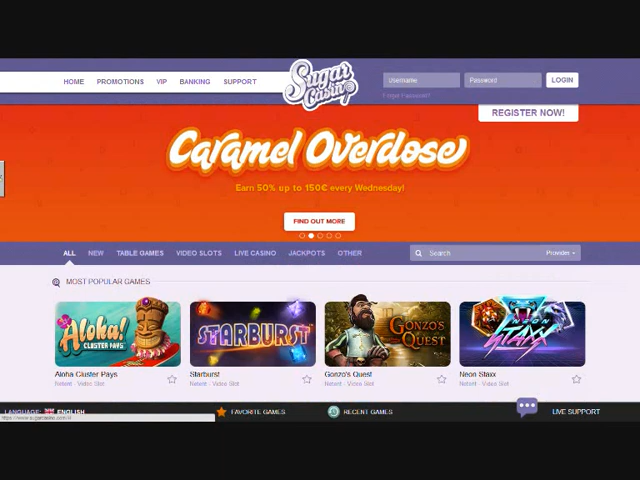 HOME PROMOTIONS VIP BANKING SUPPORT
Sugar Casino
Username Password LOGIN
Forgot Password?
REGISTER NOW!
Caramel Overdose
Earn 50% up to 150€ every Wednesday!
FIND OUT MORE
ALL NEW TABLE GAMES VIDEO SLOTS LIVE CASINO JACKPOTS OTHER Search Provider
MOST POPULAR GAMES
Aloha!
CLUSTER PAYS
STARBURST
GONZO'S QUEST
NEON STAXX
Aloha Cluster Pays Starburst Gonzo's Quest Neon Staxx
Netent - Video Slot Netent - Video Slot Netent - Video Slot Netent - Video Slot
LANGUAGE: ENGLISH FAVORITE GAMES RECENT GAMES LIVE SUPPORT